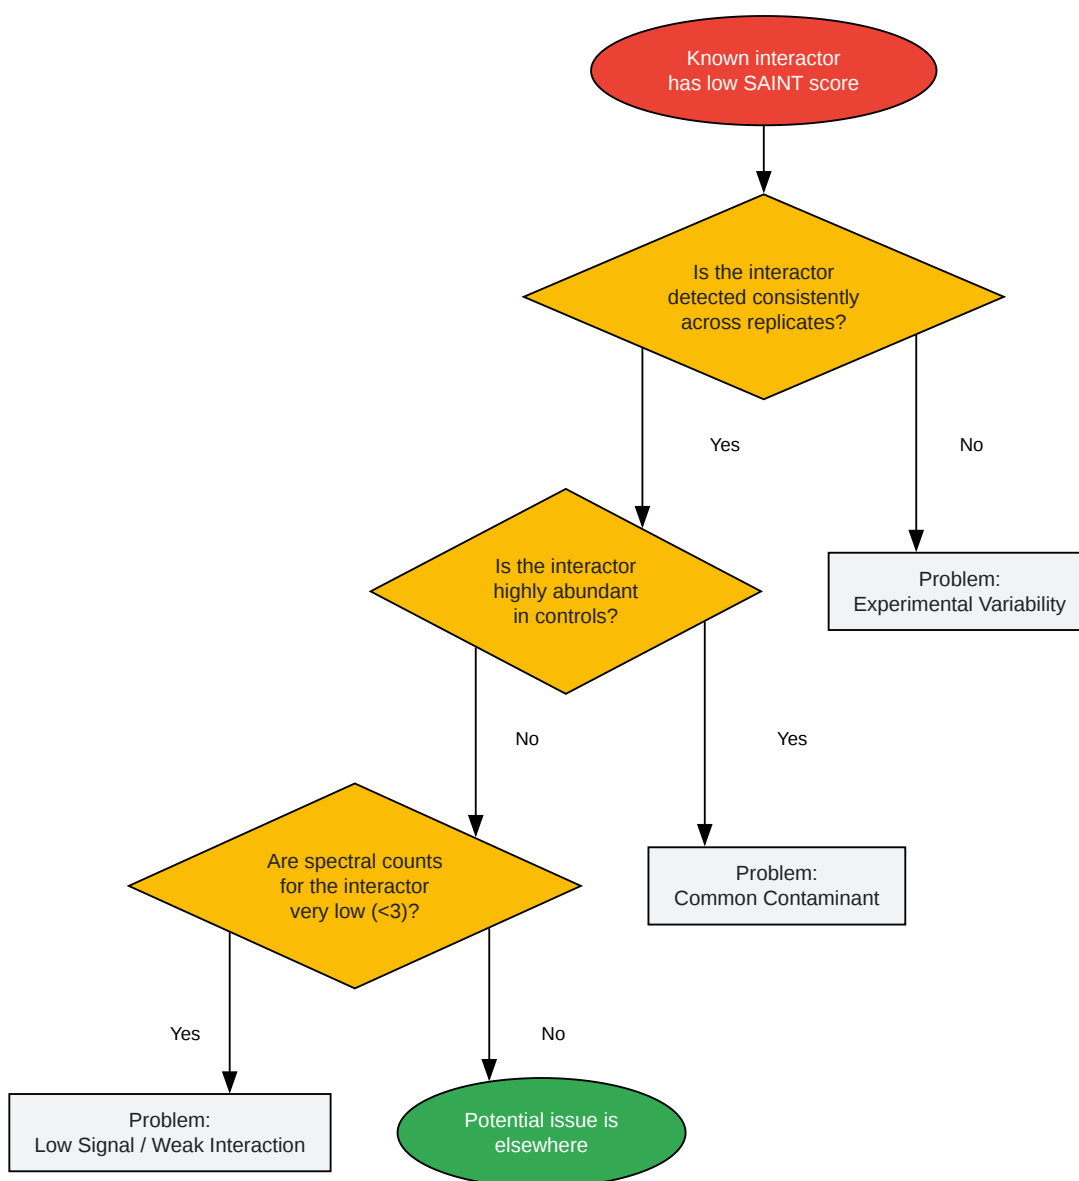 Known interactor
has low SAINT score
Is the interactor
detected consistently
across replicates?
Yes
No
Is the interactor
highly abundant
in controls?
Problem:
Experimental Variability
No
Yes
Are spectral counts
for the interactor
very low (<3)?
Problem:
Common Contaminant
Yes
No
Problem:
Low Signal / Weak Interaction
Potential issue is
elsewhere